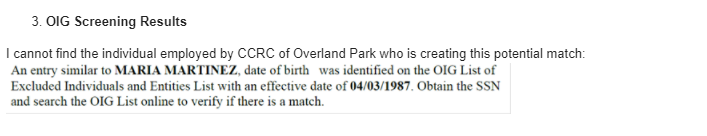 3. OIG Screening Results
I cannot find the individual employed by CCRC of Overland Park who is creating this potential match:
An entry similar to MARIA MARTINEZ, date of birth was identified on the OIG List of
Excluded Individuals and Entities List with an effective date of 04/03/1987. Obtain the SSN
and search the OIG List online to verify if there is a match.